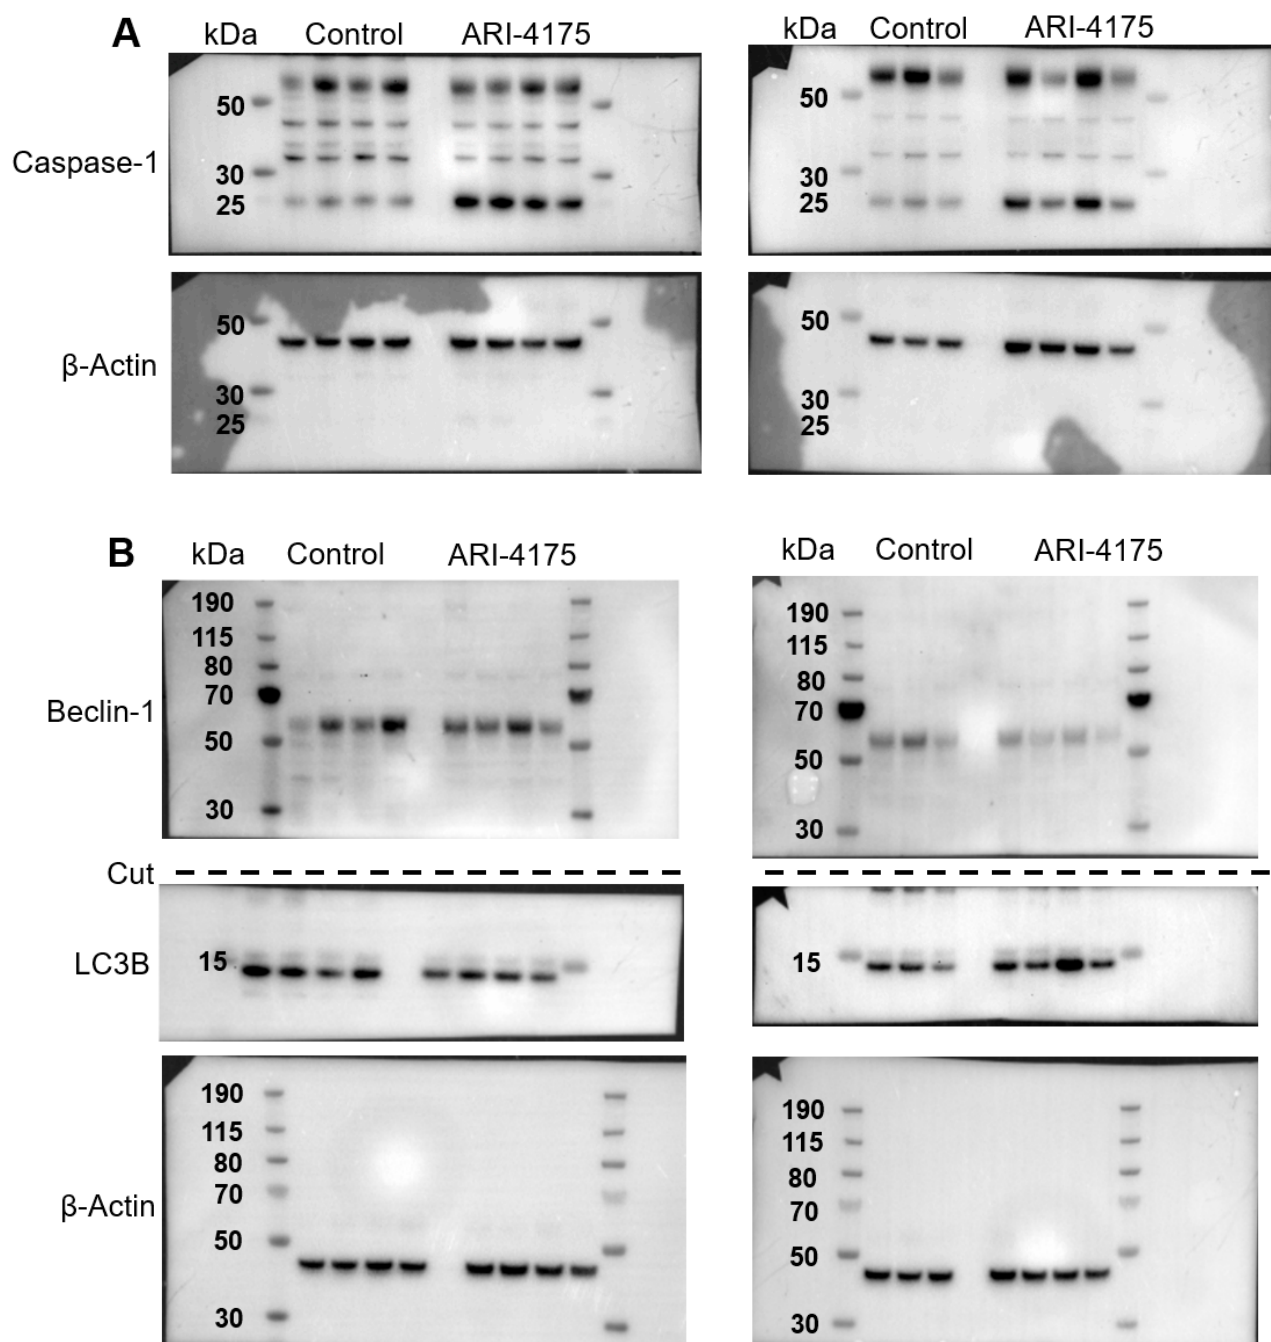 A kDa Control ARI-4175 kDa Control ARI-4175
50 50
Caspase-1
30 30
25 25
50 50
β-Actin
30 30
25 25
B kDa Control ARI-4175 kDa Control ARI-4175
190 190
115 115
80 80
70 70
Beclin-1
50 50
30 30
Cut
LC3B 15 15
190 190
115 115
80 80
70 70
β-Actin
50 50
30 30